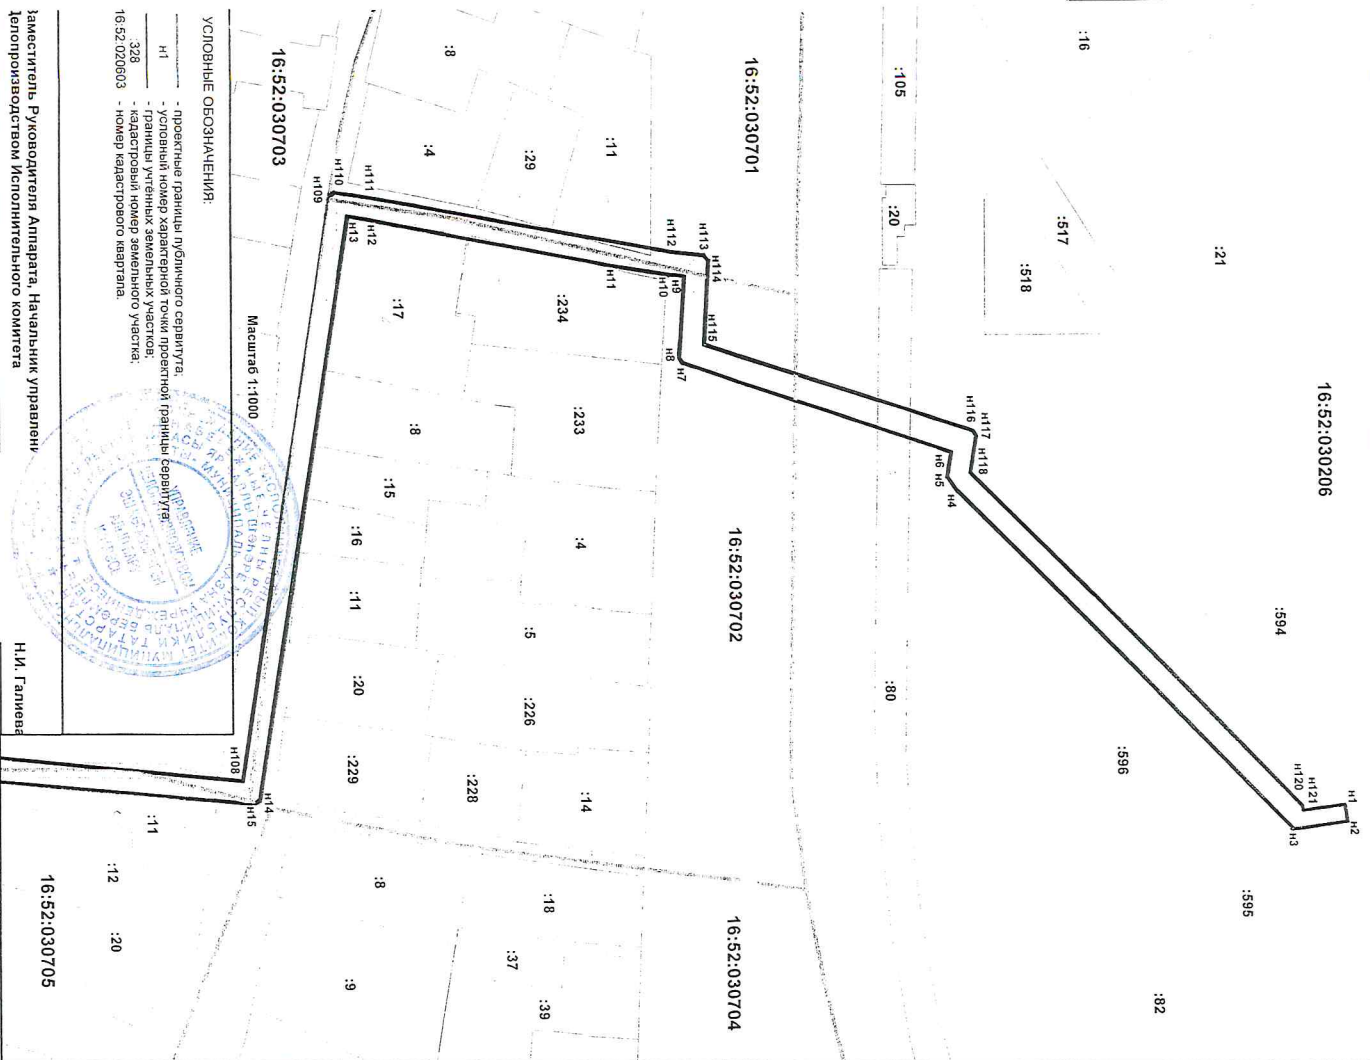 16:52:030206
:16
:21
:517
:518
:594
:596
:595
:82
:105
:20
:80
16:52:030701
16:52:030702
16:52:030704
16:52:030703
16:52:030705
н1
н2
н3
н121
н120
н118
н117
н116
н6
н5
н4
н115
н114
н113
н112
н9
н10
н8
н7
н11
н111
н110
н109
н12
н13
н108
н14
н15
:8
:4
:29
:11
:17
:234
:233
:8
:15
:4
:16
:11
:5
:20
:226
:229
:228
:14
:8
:18
:37
:9
:39
:11
:12
:20
Масштаб 1:1000
УСЛОВНЫЕ ОБОЗНАЧЕНИЯ:
- проектные границы публичного сервитута;
н1 - условный номер характерной точки проектной границы сервитута;
- границы учтённых земельных участков;
:328 - кадастровый номер земельного участка;
16:52:020603 - номер кадастрового квартала.
Заместитель Руководителя Аппарата, Начальник управлени
Делопроизводством Исполнительного комитета
Н.И. Галиева